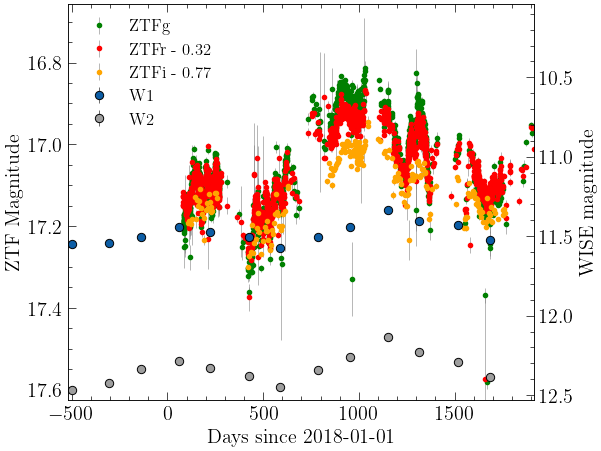 ZTFg
ZTFr - 0.32
ZTFi - 0.77
W1
W2
16.8
17.0
17.2
17.4
17.6
ZTF Magnitude
10.5
11.0
11.5
12.0
12.5
WISE magnitude
−500
0
500
1000
1500
Days since 2018-01-01